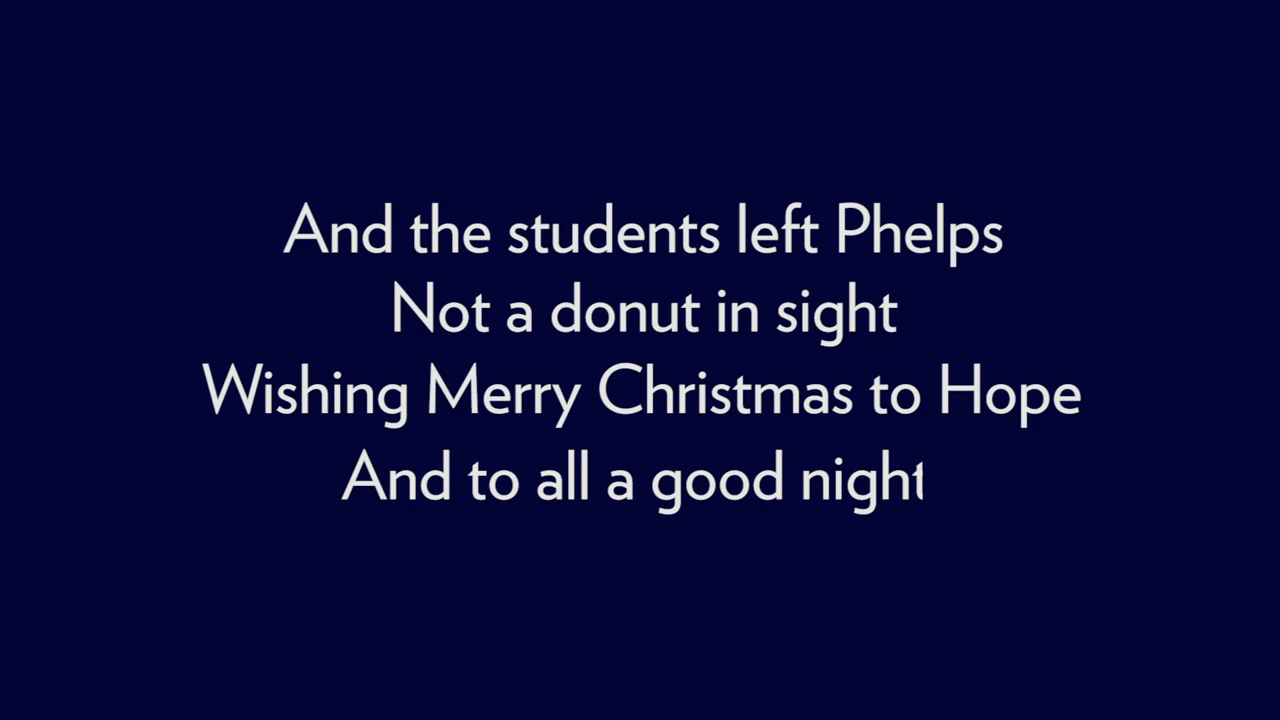 And the students left Phelps
Not a donut in sight
Wishing Merry Christmas to Hope
And to all a good night